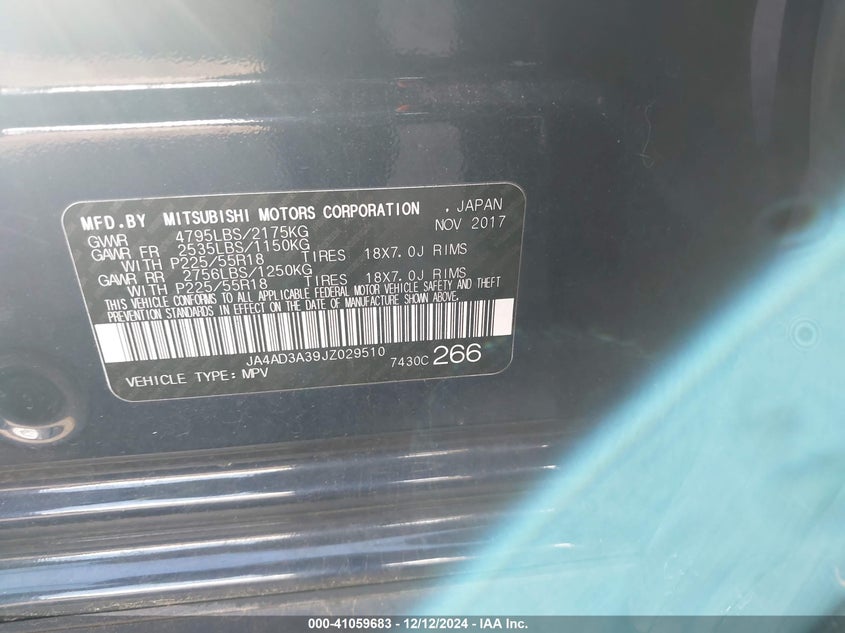 MFD.BY MITSUBISHI MOTORS CORPORATION , JAPAN
GVWR 4795LBS/2175KG NOV 2017
GAWR FR 2535LBS/1150KG
WITH P225/55R18 TIRES 18X7.0J RIMS
GAWR RR 2756LBS/1250KG
WITH P225/55R18 TIRES 18X7.0J RIMS
THIS VEHICLE CONFORMS TO ALL APPLICABLE FEDERAL MOTOR VEHICLE SAFETY AND THEFT
PREVENTION STANDARDS IN EFFECT ON THE DATE OF MANUFACTURE SHOWN ABOVE.
JA4AD3A39JZ029510
7430C 266
VEHICLE TYPE: MPV
000-41059683 - 12/12/2024 - IAA Inc.